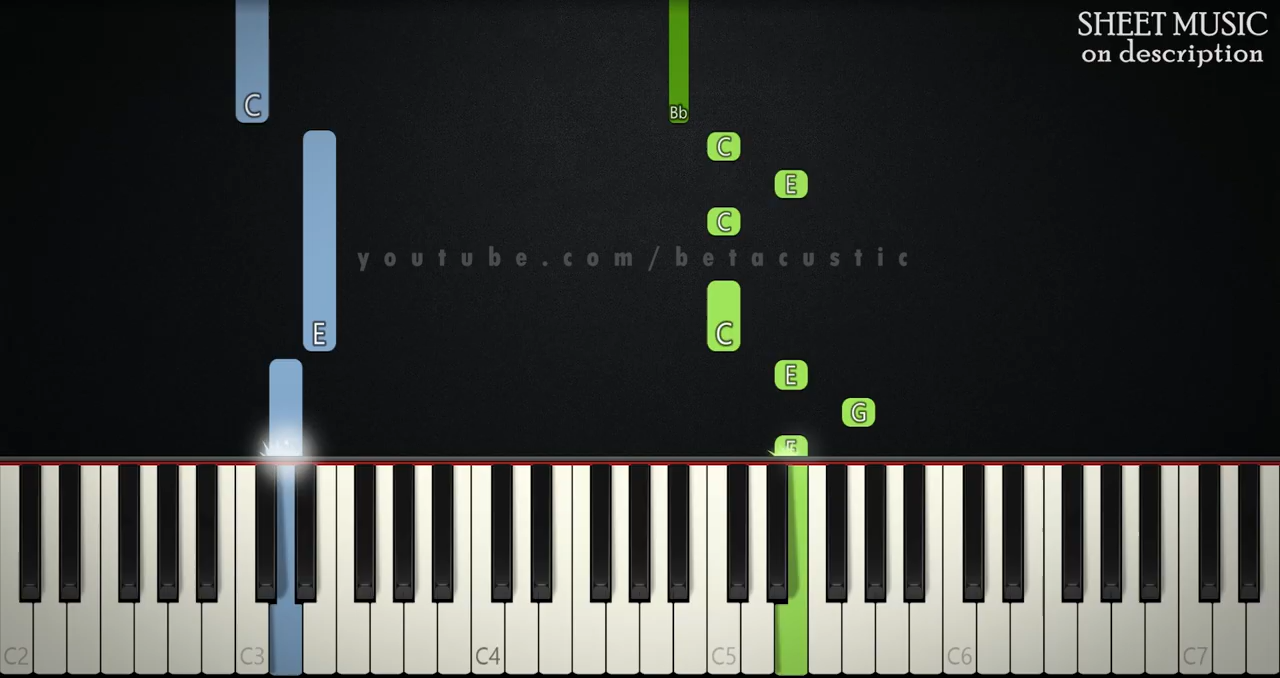 SHEET MUSIC
on description
C
Bb
C
E
C
youtube.com/betacustic
E
C
E
G
E
C2
C3
C4
C5
C6
C7